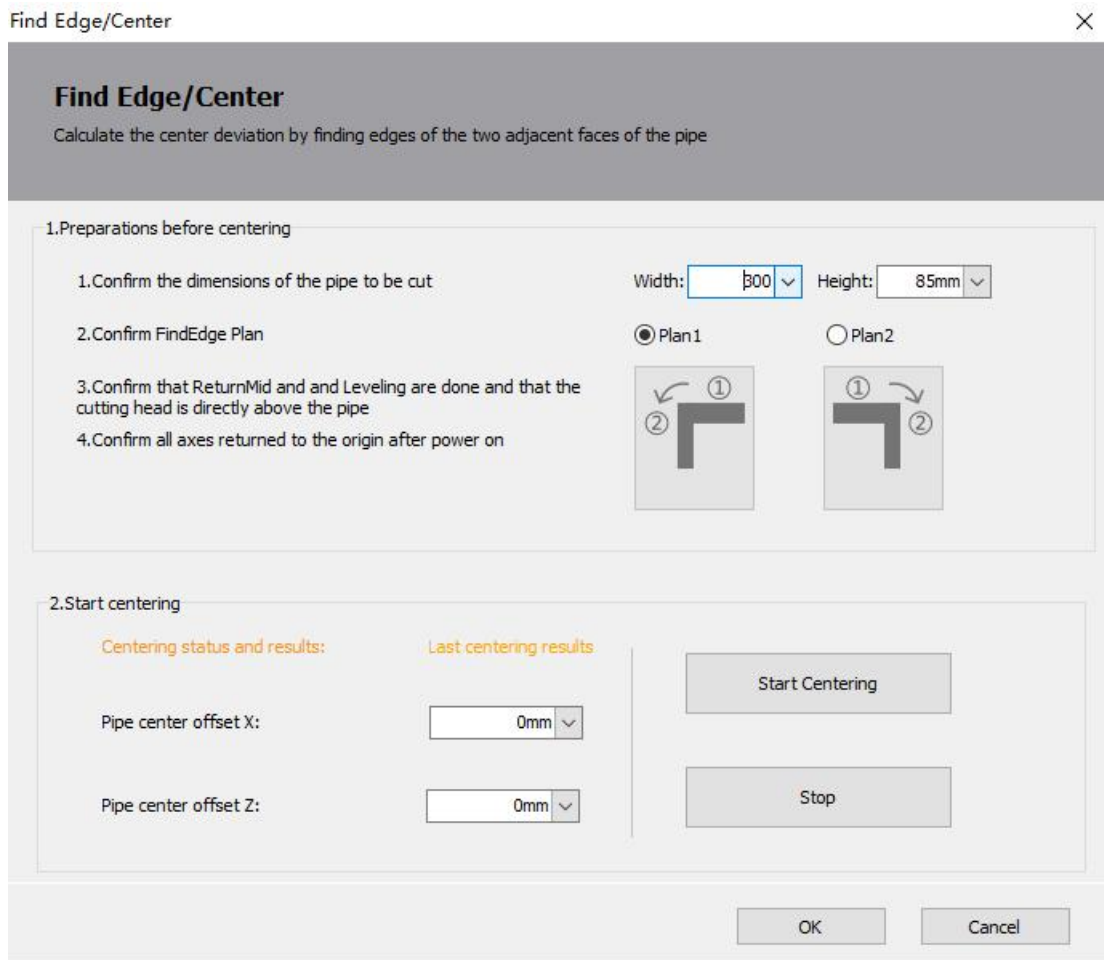 Find Edge/Center
Find Edge/Center
Calculate the center deviation by finding edges of the two adjacent faces of the pipe
1.Preparations before centering
1.Confirm the dimensions of the pipe to be cut Width: 300 Height: 85mm
2.Confirm FindEdge Plan Plan1 Plan2
3.Confirm that ReturnMid and and Leveling are done and that the
cutting head is directly above the pipe
4.Confirm all axes returned to the origin after power on
① ②
① ②
2.Start centering
Centering status and results: Last centering results
Start Centering
Pipe center offset X: 0mm
Pipe center offset Z: 0mm
Stop
OK Cancel